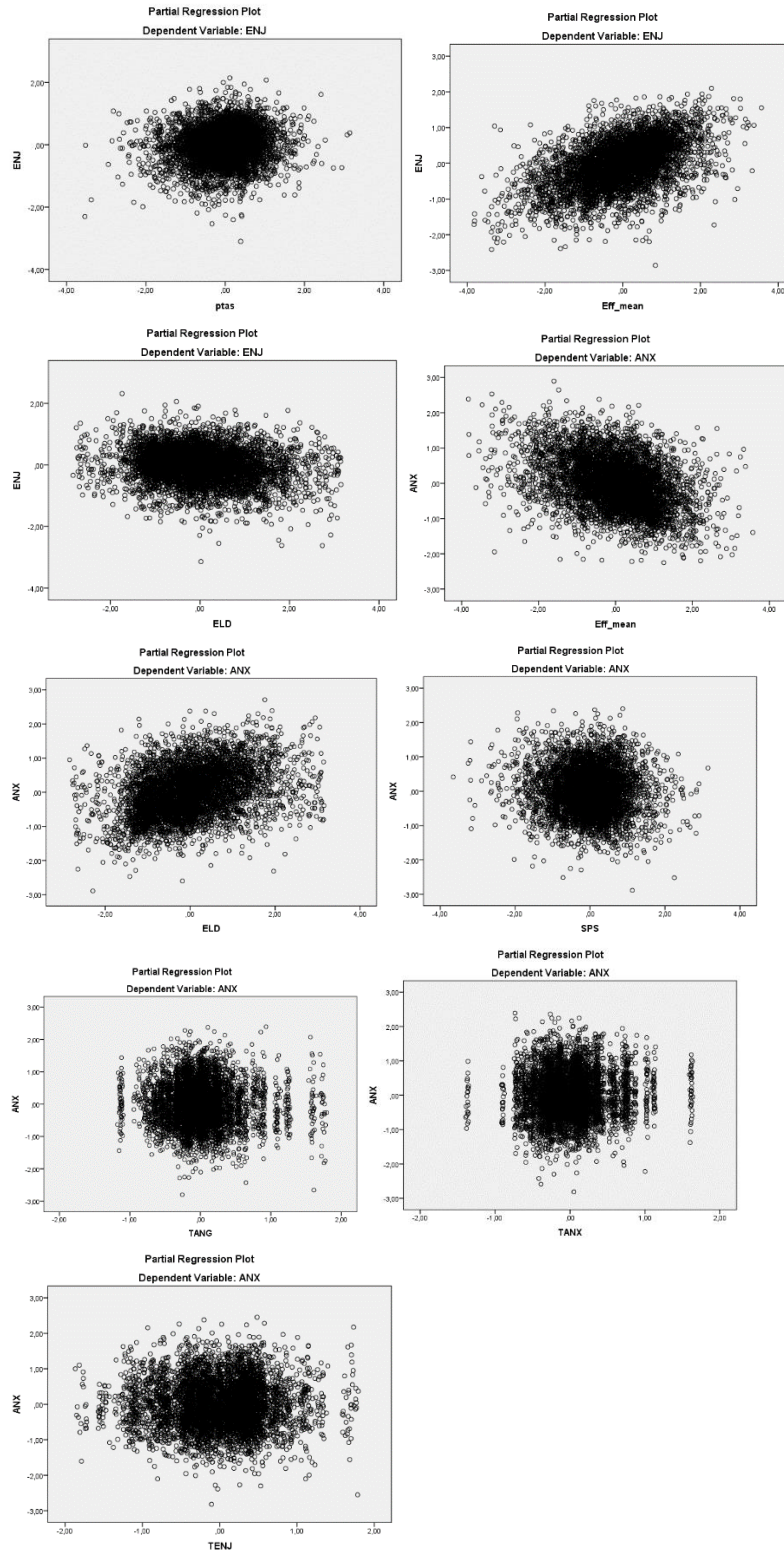 Partial Regression Plot
Dependent Variable: ENJ
ENJ
2,00
,00
-2,00
-4,00
-4,00 -2,00 ,00 2,00 4,00
ptas
Partial Regression Plot
Dependent Variable: ENJ
ENJ
3,00
2,00
1,00
,00
-1,00
-2,00
-3,00
-4,00 -2,00 ,00 2,00 4,00
Eff_mean
Partial Regression Plot
Dependent Variable: ENJ
ENJ
2,00
,00
-2,00
-4,00
-2,00 ,00 2,00 4,00
ELD
Partial Regression Plot
Dependent Variable: ANX
ANX
3,00
2,00
1,00
,00
-1,00
-2,00
-3,00
-4,00 -2,00 ,00 2,00 4,00
Eff_mean
Partial Regression Plot
Dependent Variable: ANX
ANX
3,00
2,00
1,00
,00
-1,00
-2,00
-3,00
-2,00 ,00 2,00 4,00
ELD
Partial Regression Plot
Dependent Variable: ANX
ANX
3,00
2,00
1,00
,00
-1,00
-2,00
-3,00
-4,00 -2,00 ,00 2,00 4,00
SPS
Partial Regression Plot
Dependent Variable: ANX
ANX
3,00
2,00
1,00
,00
-1,00
-2,00
-3,00
-2,00 -1,00 ,00 1,00 2,00
TANG
Partial Regression Plot
Dependent Variable: ANX
ANX
3,00
2,00
1,00
,00
-1,00
-2,00
-3,00
-2,00 -1,00 ,00 1,00 2,00
TANX
Partial Regression Plot
Dependent Variable: ANX
ANX
3,00
2,00
1,00
,00
-1,00
-2,00
-3,00
-2,00 -1,00 ,00 1,00 2,00
TENJ